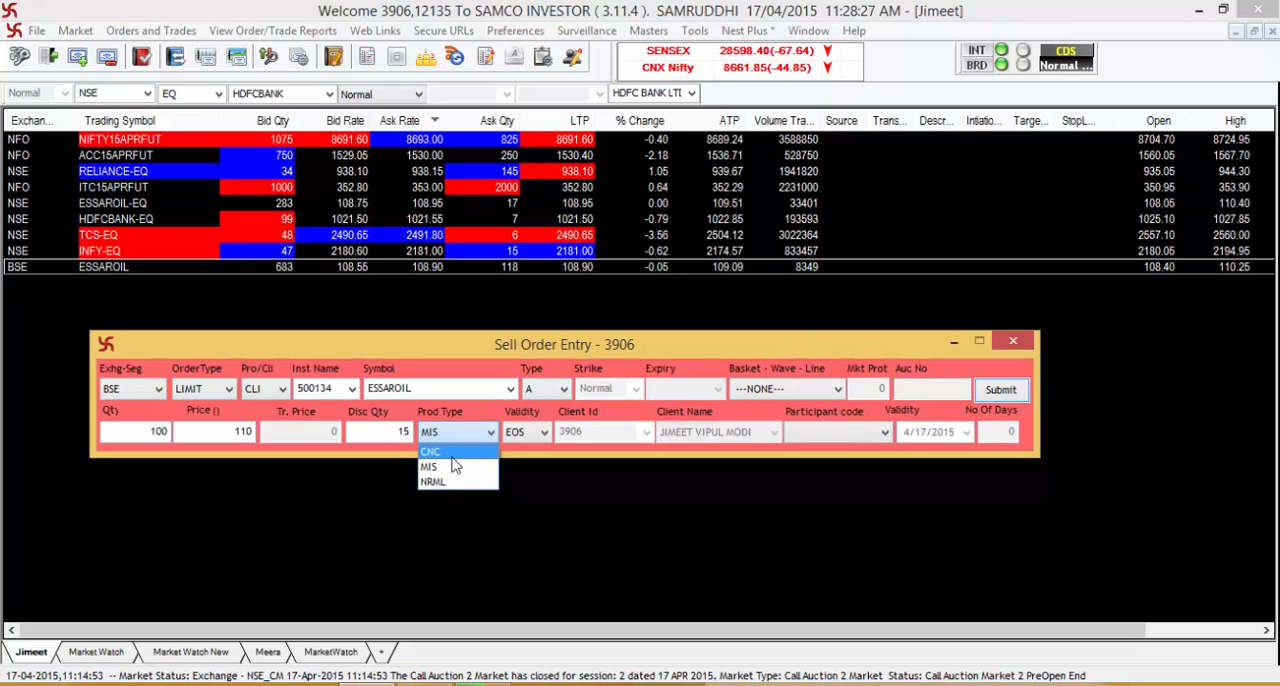 Welcome 3906,12135 To SAMCO INVESTOR ( 3.11.4 ). SAMRUDDHI 17/04/2015 11:28:27 AM - [Jimeet]
File Market Orders and Trades View Order/Trade Reports Web Links Secure URLs Preferences Surveillance Masters Tools Nest Plus * Window Help
SENSEX 28598.40(-67.64)
CNX Nifty 8661.85(-44.85)
INT CDS
BRD Normal ...
Normal NSE EQ HDFCBANK Normal HDFC BANK LTI
Exchan... Trading Symbol Bid Qty Bid Rate Ask Rate Ask Qty LTP % Change ATP Volume Tra... Source Trans... Descr... Intiatio... Targe... StopL... Open High
NFO NIFTY15APRFUT 1075 8691.60 8693.00 825 8691.60 -0.40 8689.24 3588850 8704.70 8724.95
NFO ACC15APRFUT 750 1529.05 1530.00 250 1530.40 -2.18 1536.71 528750 1560.05 1567.70
NSE RELIANCE-EQ 34 938.10 938.15 145 938.10 1.05 939.67 1941820 935.05 944.30
NFO ITC15APRFUT 1000 352.80 353.00 2000 352.80 0.64 352.29 2231000 350.95 353.90
NSE ESSAROIL-EQ 283 108.75 108.95 17 108.95 0.00 109.51 33401 108.05 110.40
NSE HDFCBANK-EQ 99 1021.50 1021.55 7 1021.50 -0.79 1022.85 193593 1025.10 1027.85
NSE TCS-EQ 48 2490.65 2491.80 6 2490.65 -3.56 2504.12 3022364 2557.10 2560.00
NSE INFY-EQ 47 2180.60 2181.00 15 2181.00 -0.62 2174.57 833457 2180.05 2194.95
BSE ESSAROIL 683 108.55 108.90 118 108.90 -0.05 109.09 8349 108.40 110.25
Sell Order Entry - 3906
Exhg-Seg OrderType Pro/Cli Inst Name Symbol Type Strike Expiry Basket - Wave - Line Mkt Prot Auc No
BSE LIMIT CLI 500134 ESSAROIL A Normal ---NONE--- 0 Submit
Qty Price () Tr. Price Disc Qty Prod Type Validity Client Id Client Name Participant code Validity No Of Days
100 110 0 15 MIS EOS 3906 JIMEET VIPUL MODI 4/17/2015 0
CNC
MIS
NRML
Jimeet Market Watch Market Watch New Meera MarketWatch +
17-04-2015,11:14:53 -- Market Status: Exchange - NSE_CM 17-Apr-2015 11:14:53 The Call Auction 2 Market has closed for session: 2 dated 17 APR 2015. Market Type: Call Auction 2 Market Status: Call Auction Market 2 PreOpen End